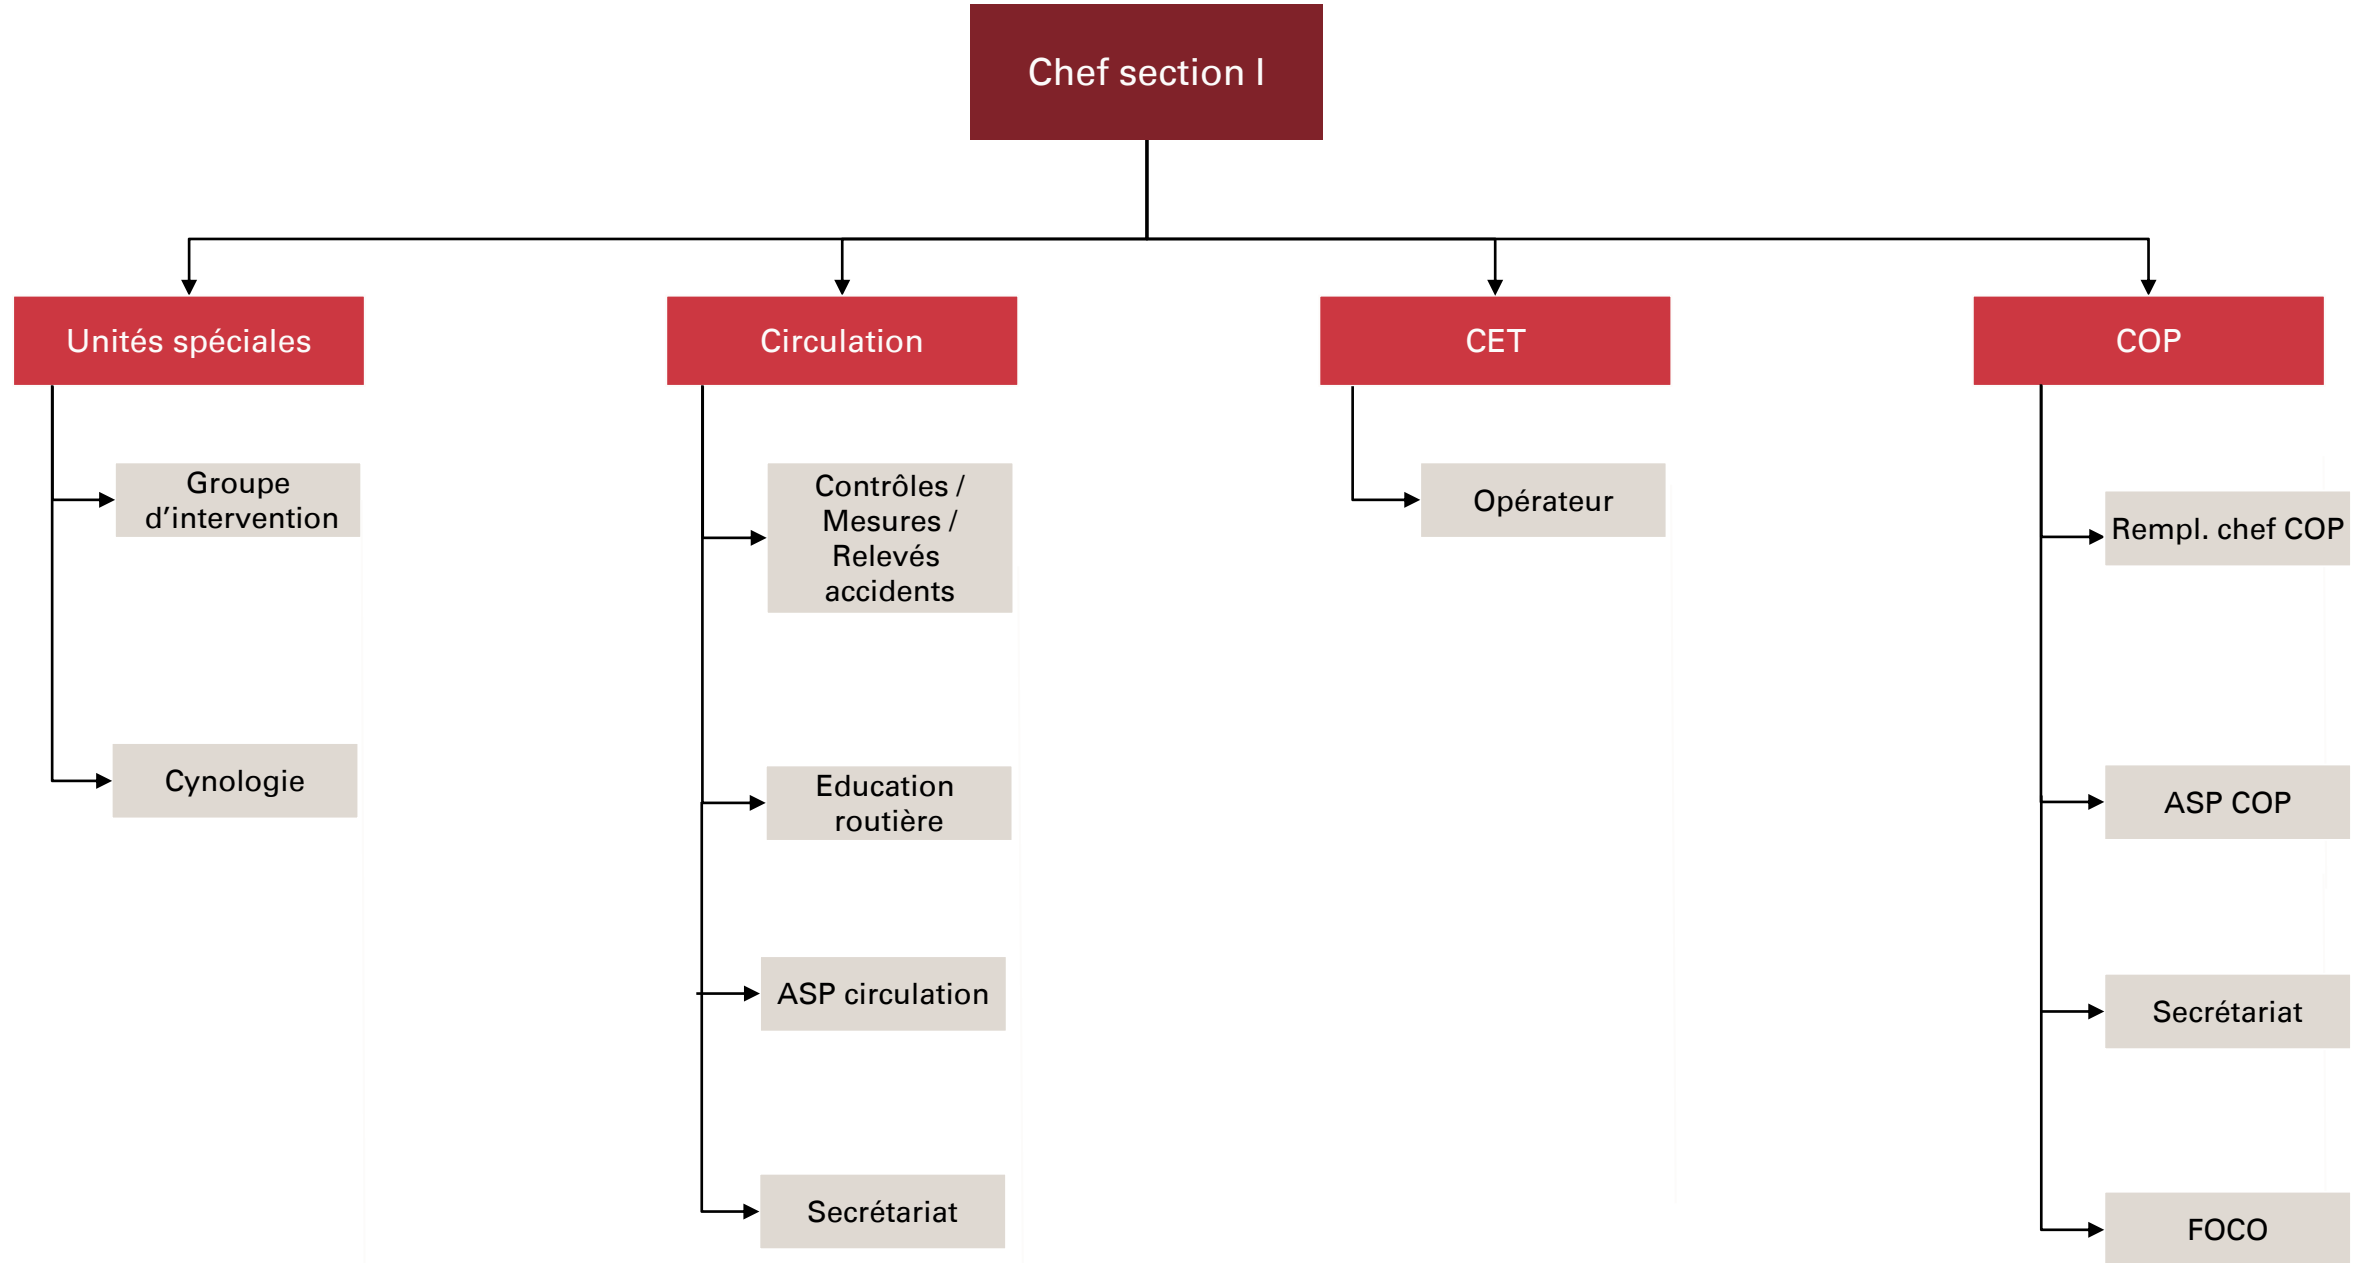 Chef section I
Unités spéciales
Circulation
CET
COP
Groupe
d’intervention
Cynologie
Contrôles /
Mesures /
Relevés
accidents
Education
routière
ASP circulation
Secrétariat
Opérateur
Rempl. chef COP
ASP COP
Secrétariat
FOCO